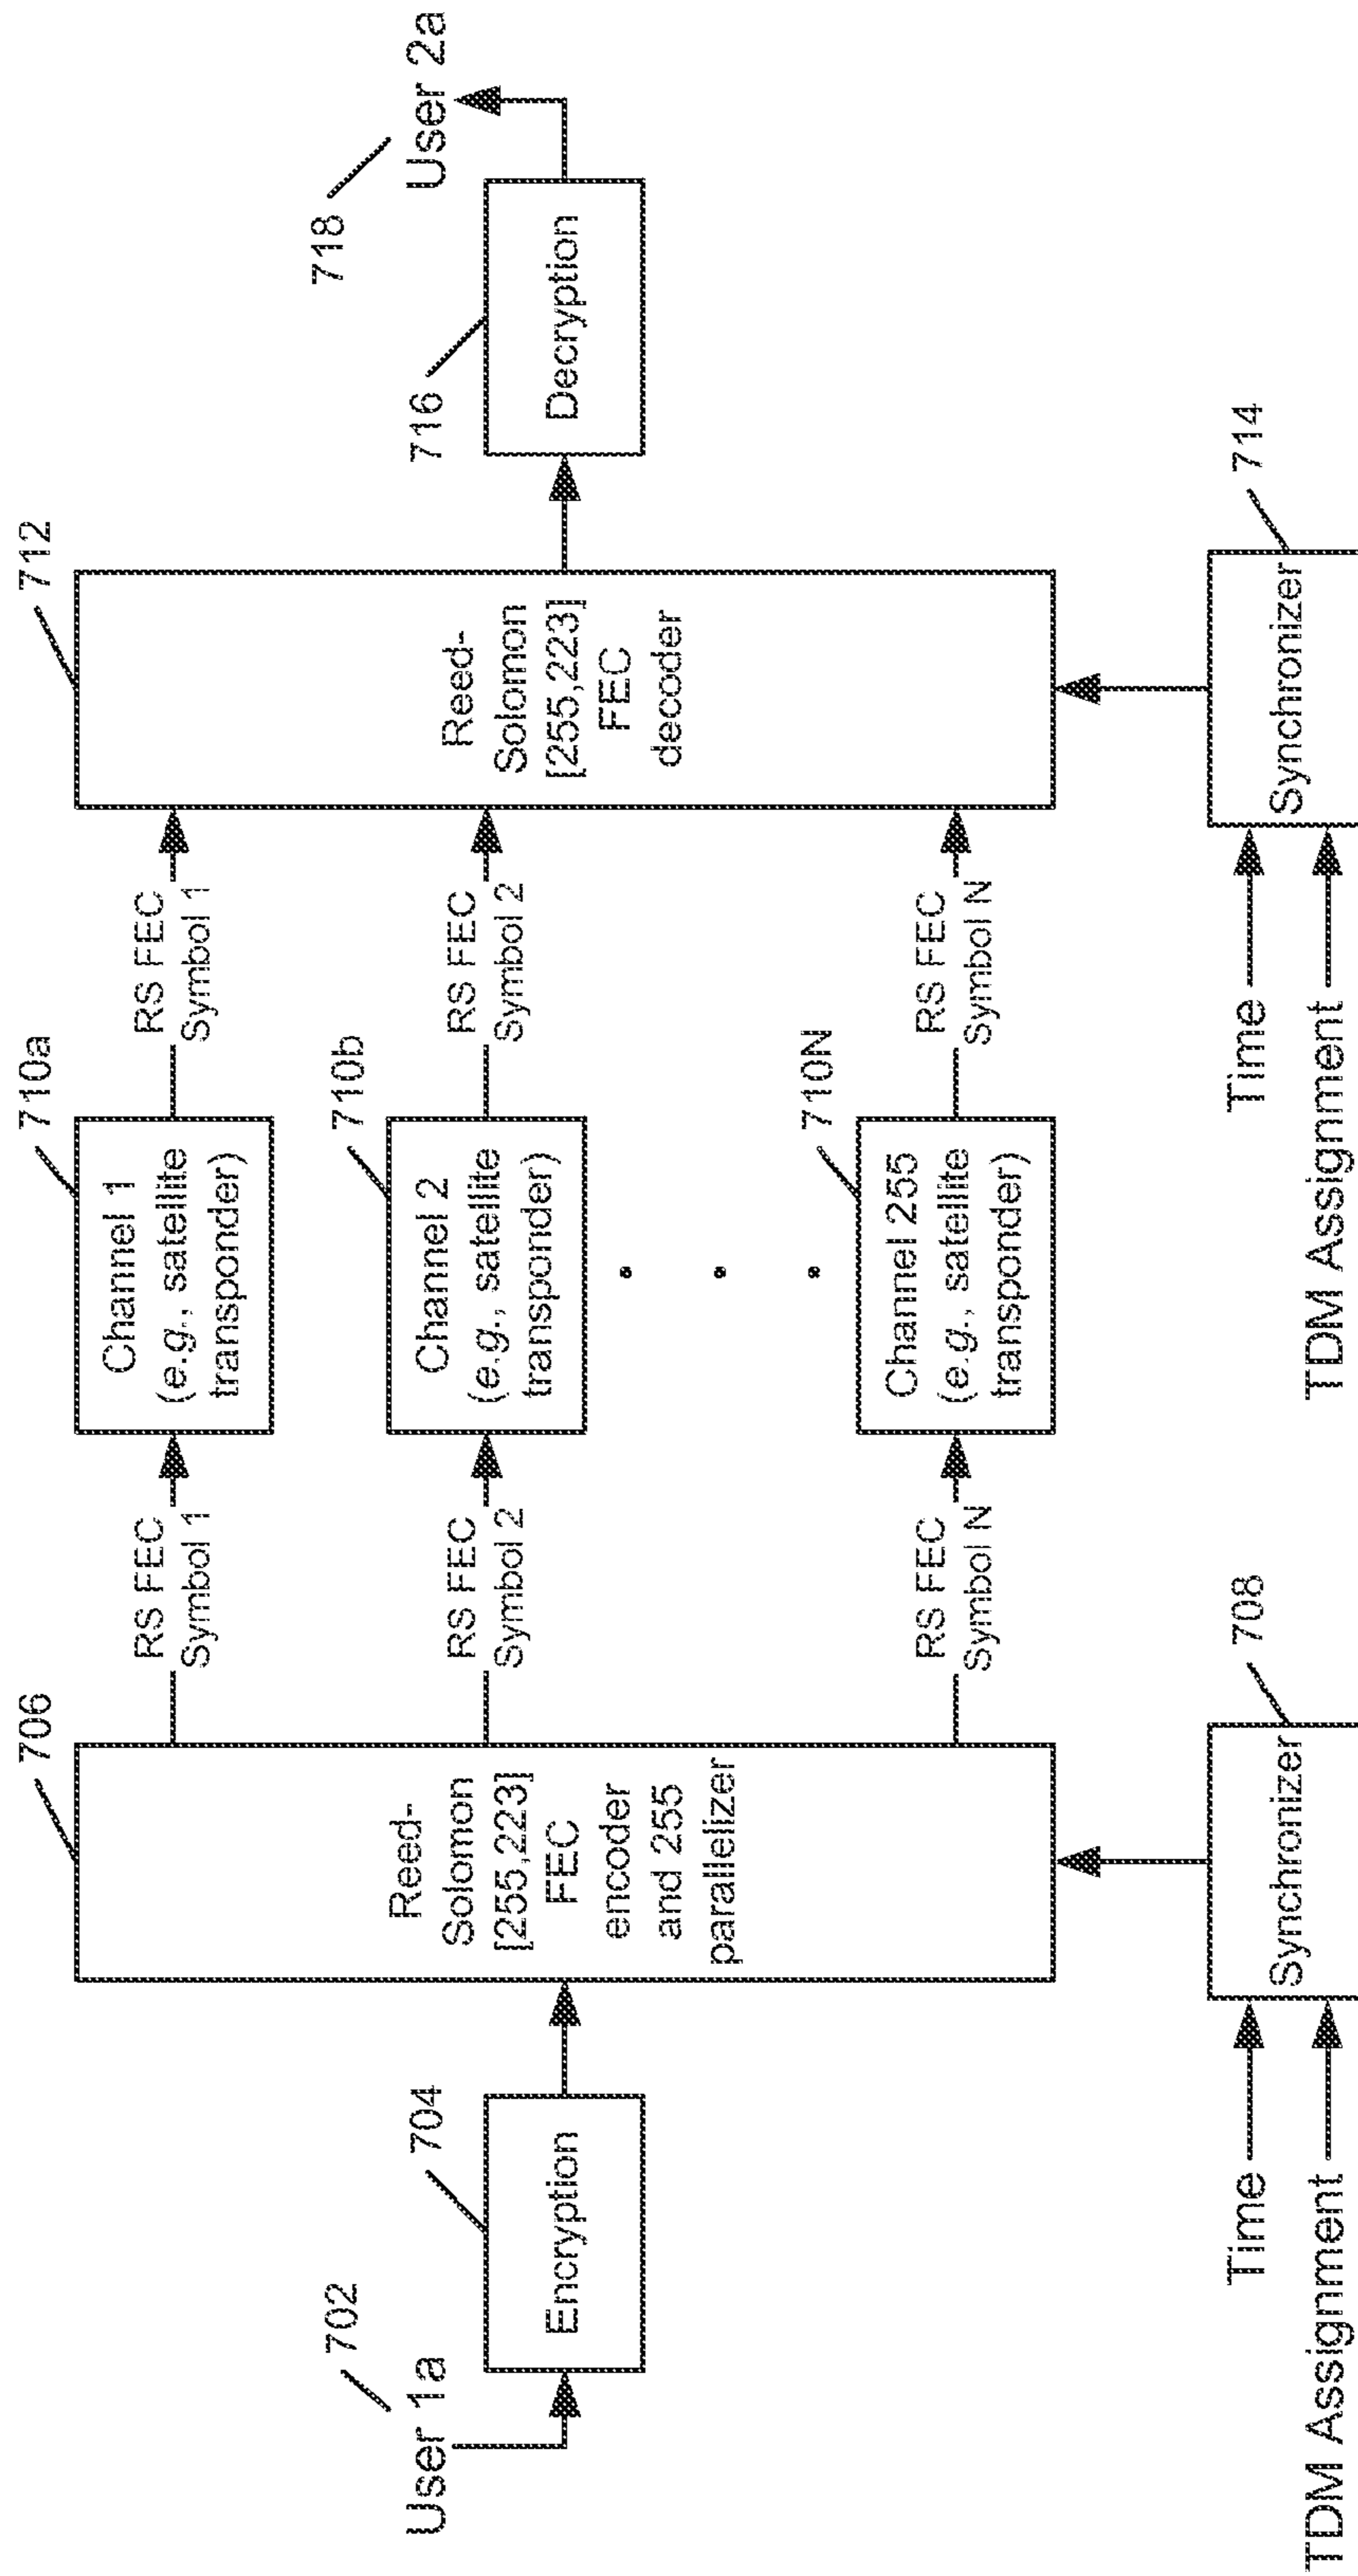 702
User 1a
704
Encryption
706
Reed-
Solomon
[255,223]
FEC
encoder
and 255
parallelizer
Time
TDM Assignment
Synchronizer
708
RS FEC
Symbol 1
RS FEC
Symbol 2
RS FEC
Symbol N
710a
Channel 1
(e.g., satellite
transponder)
710b
Channel 2
(e.g., satellite
transponder)
710N
Channel 255
(e.g., satellite
transponder)
RS FEC
Symbol 1
RS FEC
Symbol 2
RS FEC
Symbol N
712
Reed-
Solomon
[255,223]
FEC
decoder
Time
TDM Assignment
Synchronizer
714
716
Decryption
718
User 2a